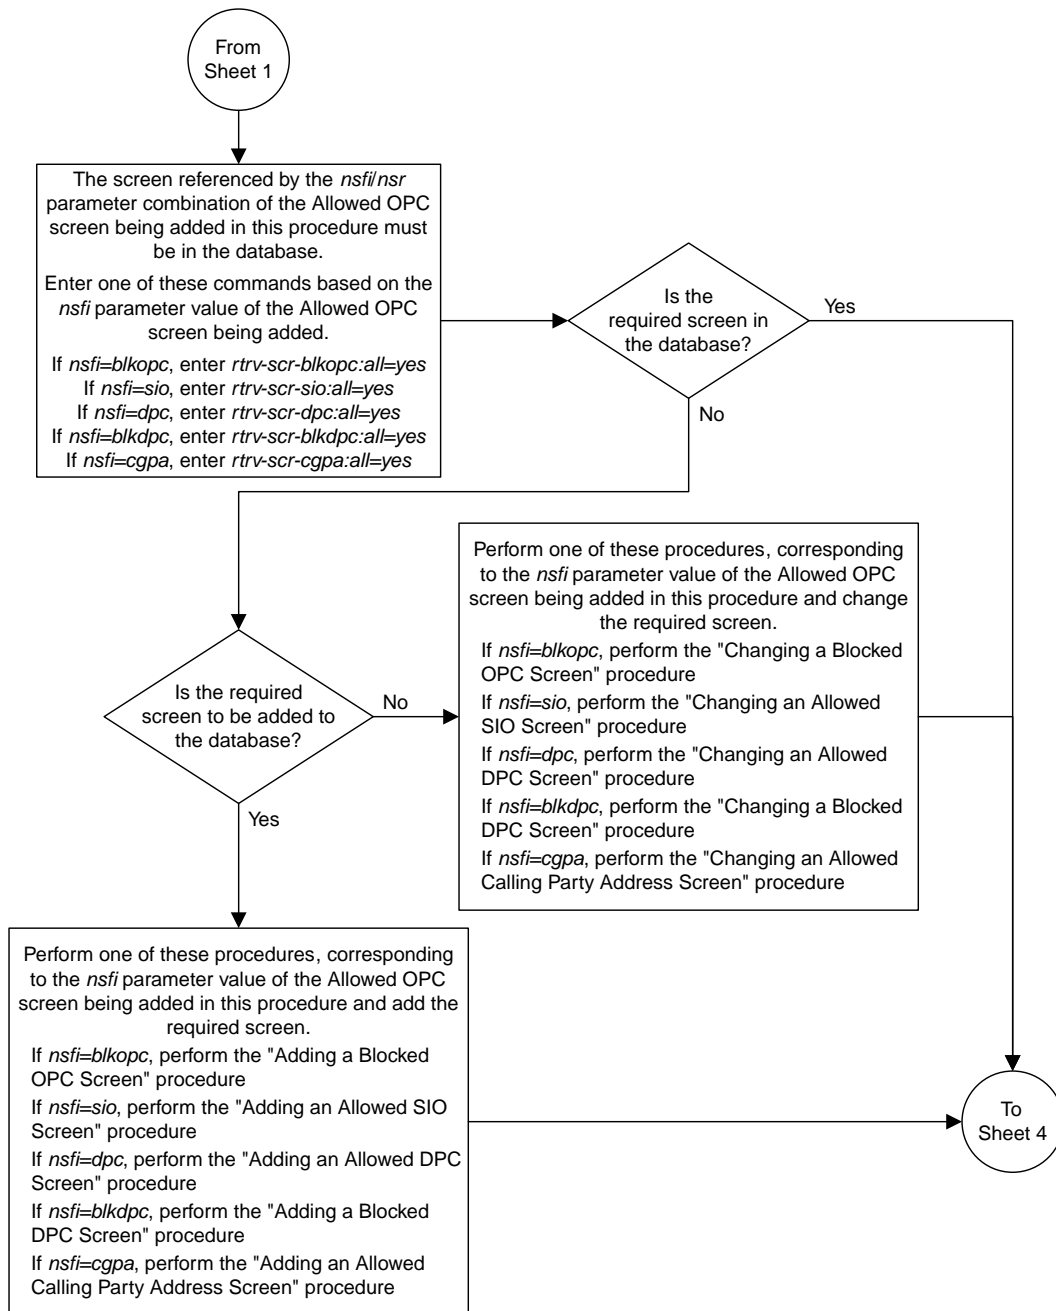 From
Sheet 1
The screen referenced by the nsfi/nsr
parameter combination of the Allowed OPC
screen being added in this procedure must
be in the database.
Enter one of these commands based on the
nsfi parameter value of the Allowed OPC
screen being added.
If nsfi=blkopc, enter rtrv-scr-blkopc:all=yes
If nsfi=sio, enter rtrv-scr-sio:all=yes
If nsfi=dpc, enter rtrv-scr-dpc:all=yes
If nsfi=blkdpc, enter rtrv-scr-blkdpc:all=yes
If nsfi=cgpa, enter rtrv-scr-cgpa:all=yes
Is the
required screen in
the database?
Yes
No
Is the required
screen to be added to
the database?
No
Yes
Perform one of these procedures, corresponding
to the nsfi parameter value of the Allowed OPC
screen being added in this procedure and change
the required screen.
If nsfi=blkopc, perform the "Changing a Blocked
OPC Screen" procedure
If nsfi=sio, perform the "Changing an Allowed
SIO Screen" procedure
If nsfi=dpc, perform the "Changing an Allowed
DPC Screen" procedure
If nsfi=blkdpc, perform the "Changing a Blocked
DPC Screen" procedure
If nsfi=cgpa, perform the "Changing an Allowed
Calling Party Address Screen" procedure
Perform one of these procedures, corresponding
to the nsfi parameter value of the Allowed OPC
screen being added in this procedure and add the
required screen.
If nsfi=blkopc, perform the "Adding a Blocked
OPC Screen" procedure
If nsfi=sio, perform the "Adding an Allowed SIO
Screen" procedure
If nsfi=dpc, perform the "Adding an Allowed DPC
Screen" procedure
If nsfi=blkdpc, perform the "Adding a Blocked
DPC Screen" procedure
If nsfi=cgpa, perform the "Adding an Allowed
Calling Party Address Screen" procedure
To
Sheet 4